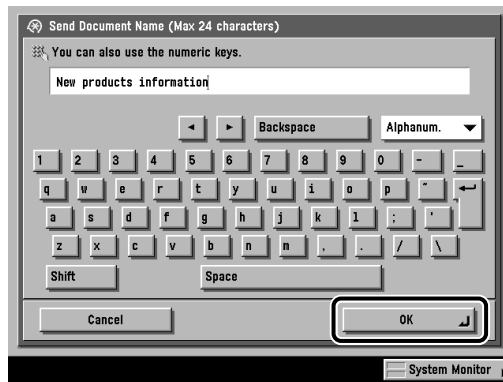 Send Document Name (Max 24 characters)
You can also use the numeric keys.
New products information
◄ ► Backspace Alphanum. ▼
1 2 3 4 5 6 7 8 9 0 - _
q w e r t y u i o p ~
a s d f g h j k l ; '
z x c v b n m , . / \
Shift Space
Cancel OK
System Monitor